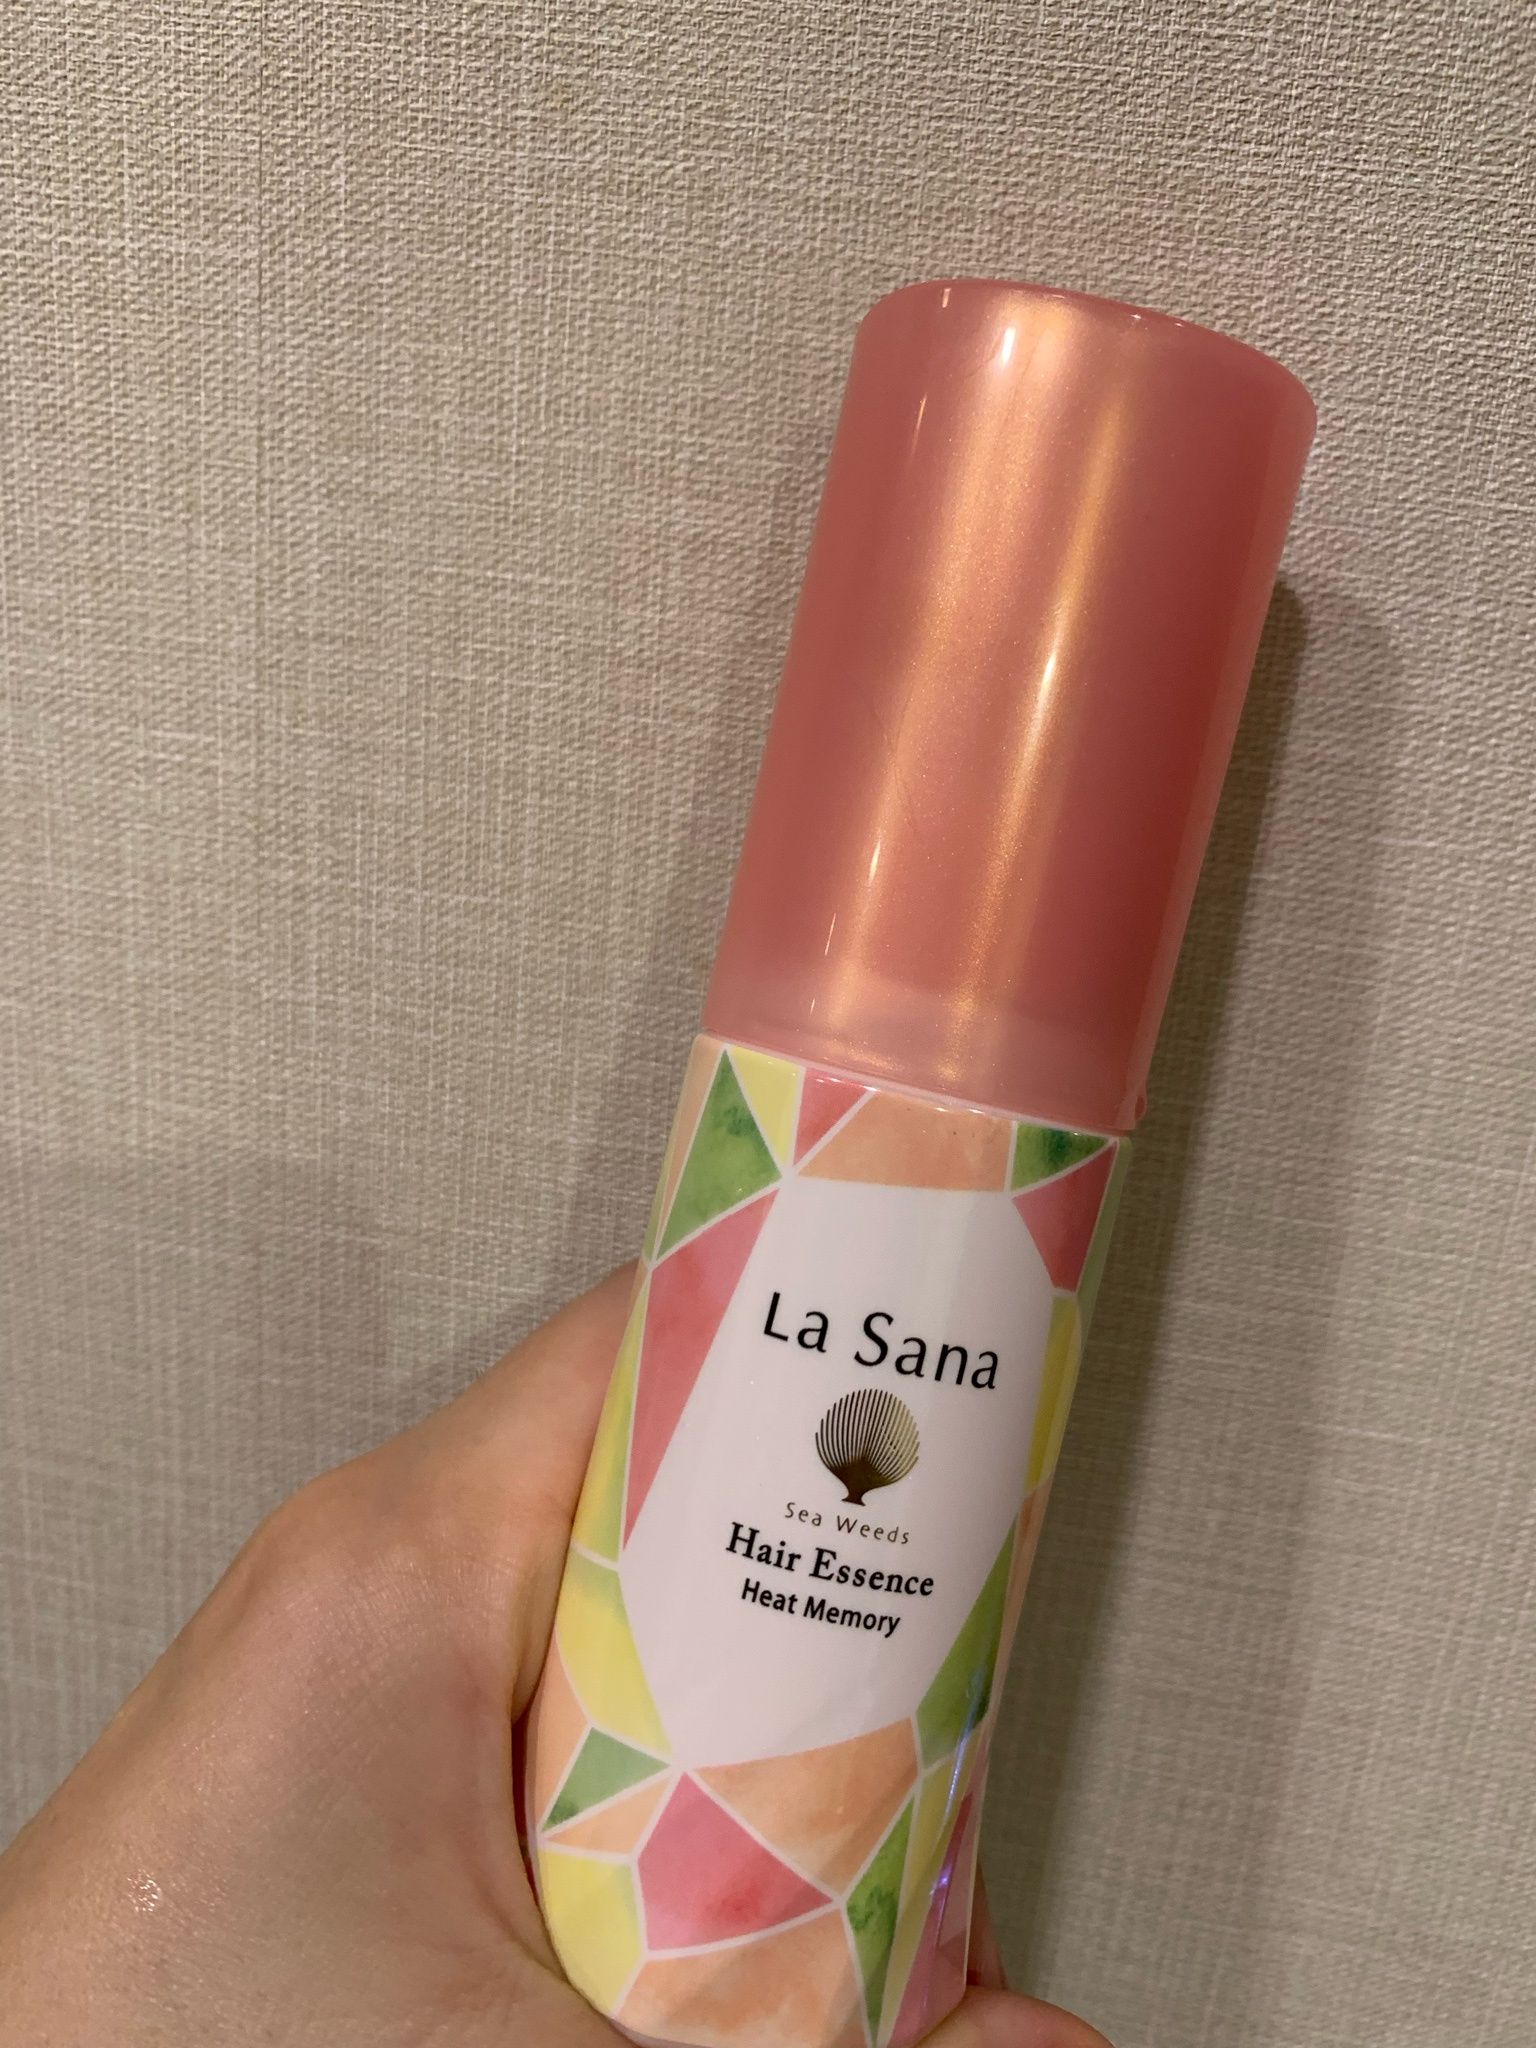 La Sana
Sea Weeds
Hair Essence
Heat Memory